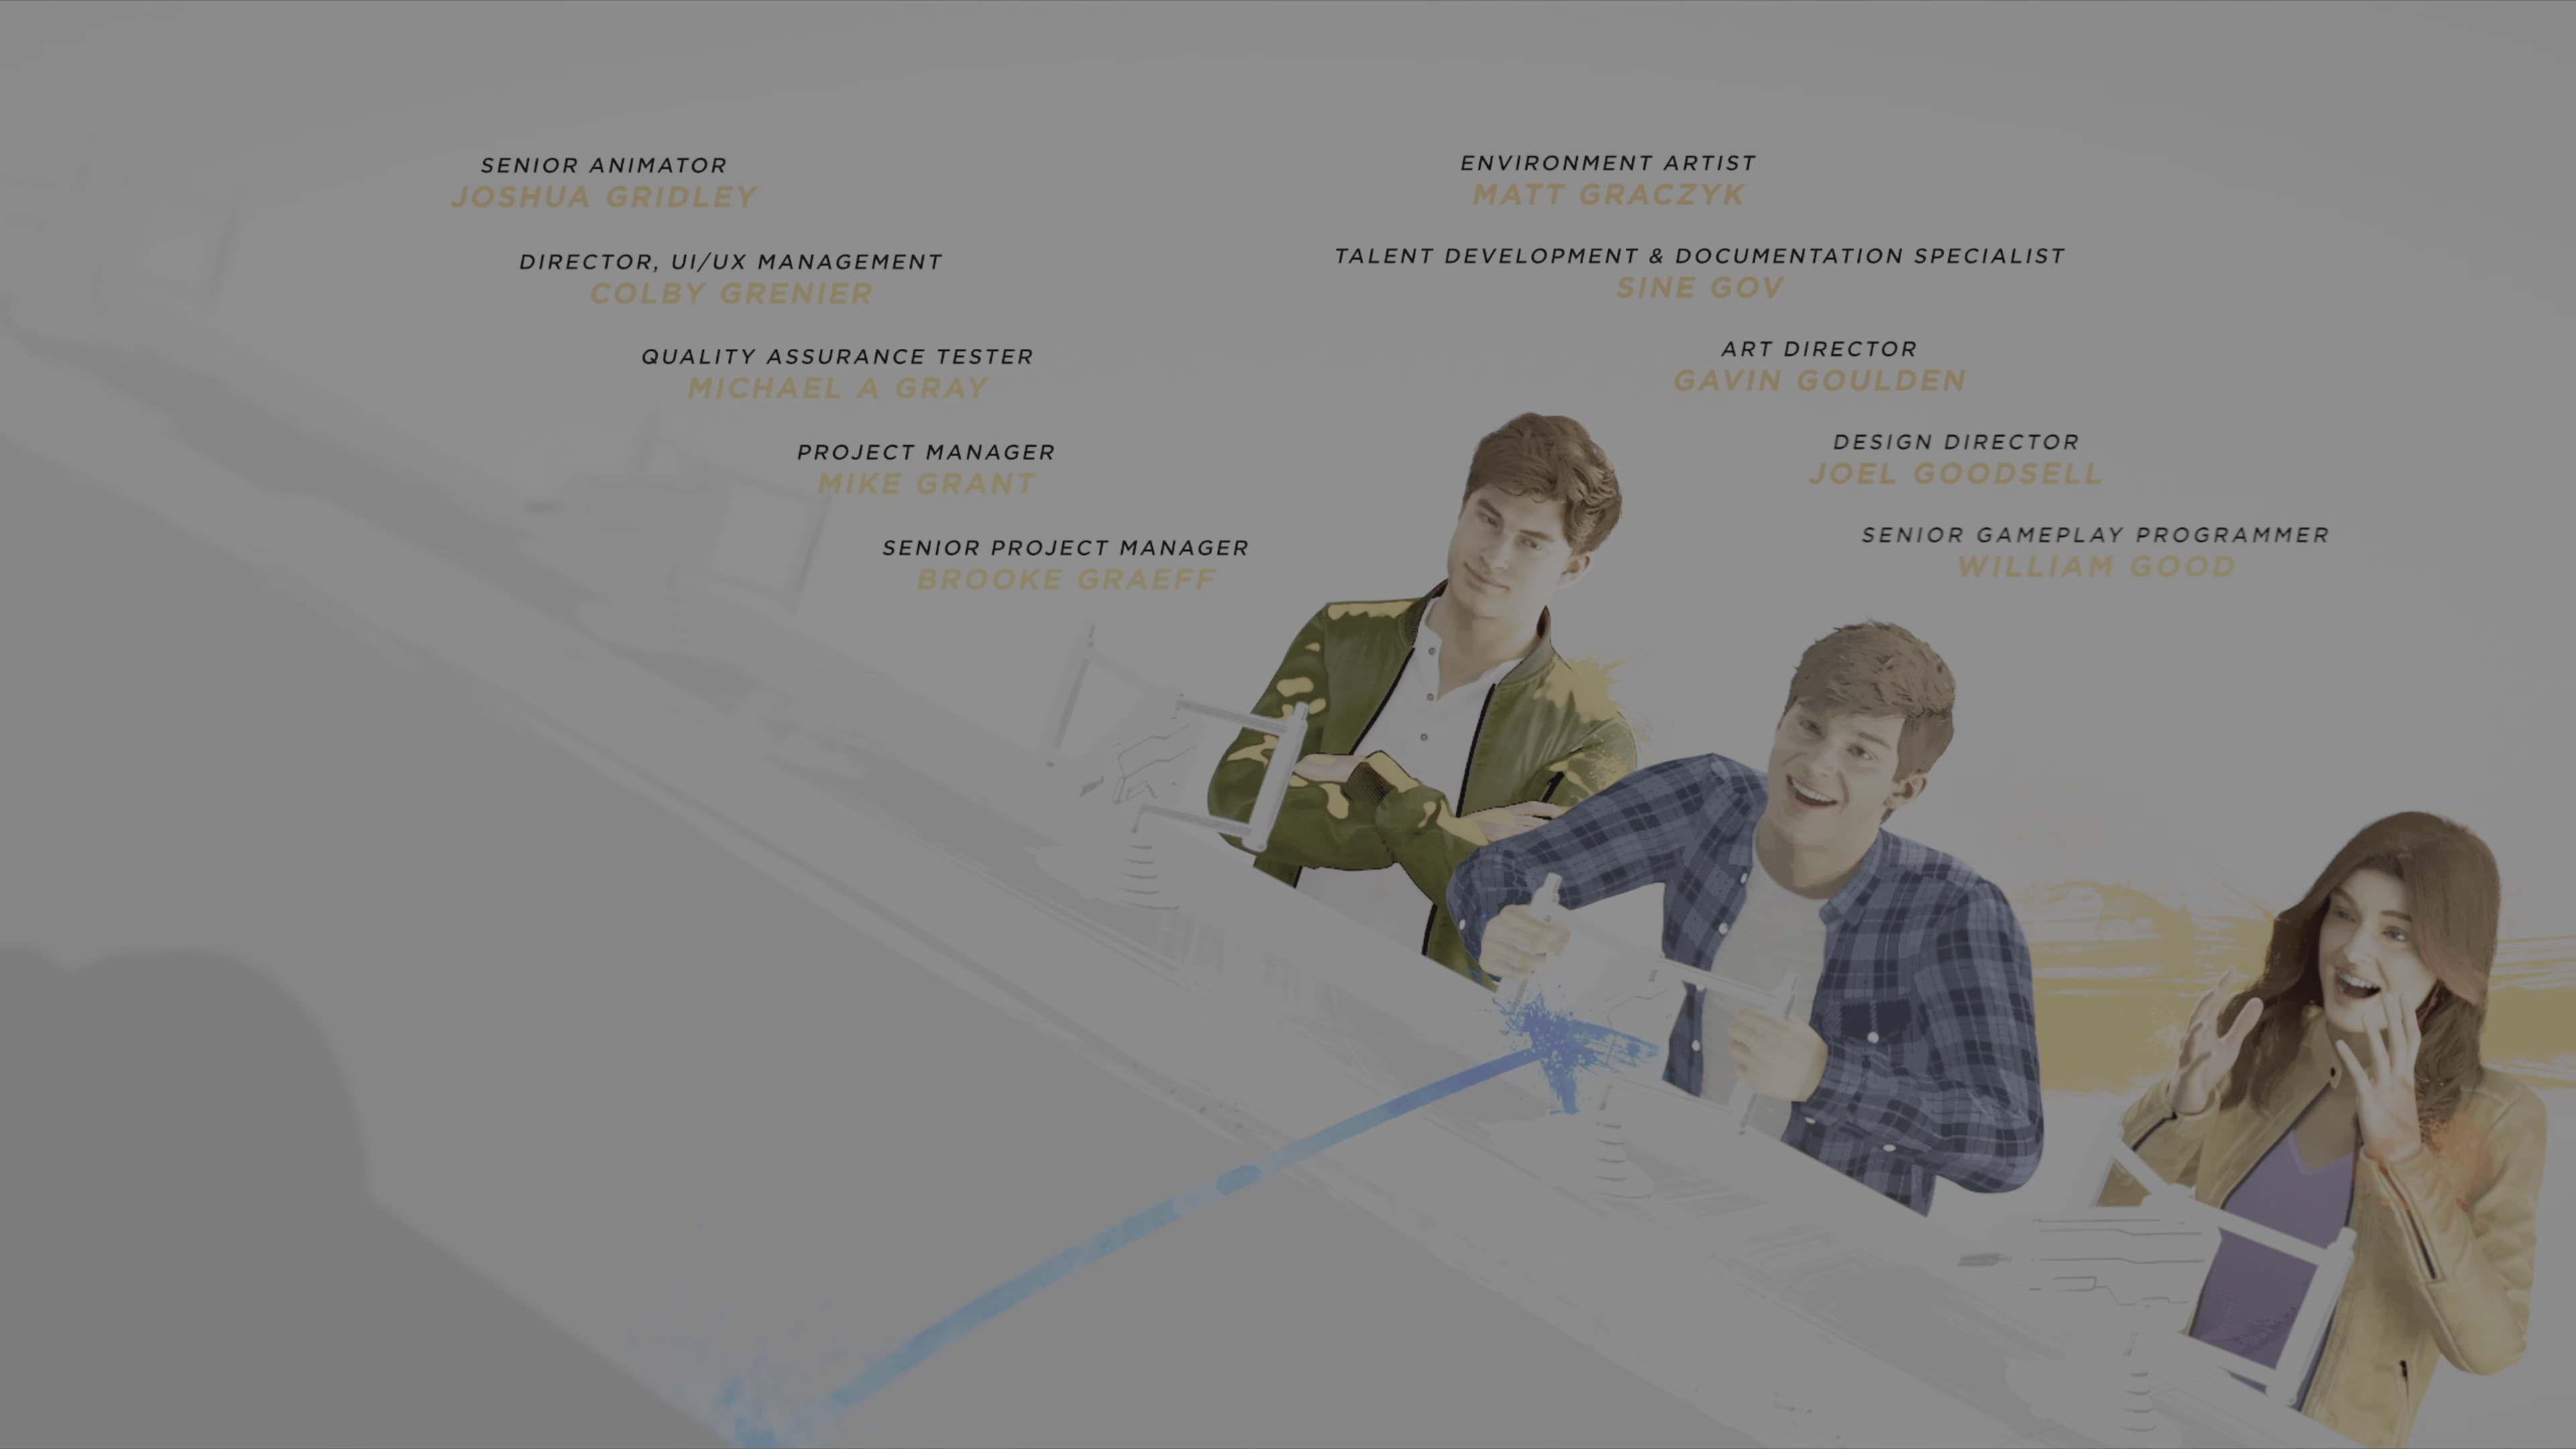 SENIOR ANIMATOR
JOSHUA GRIDLEY
DIRECTOR, UI/UX MANAGEMENT
COLBY GRENIER
QUALITY ASSURANCE TESTER
MICHAEL A GRAY
PROJECT MANAGER
MIKE GRANT
SENIOR PROJECT MANAGER
BROOKE GRAEFF
ENVIRONMENT ARTIST
MATT GRACZYK
TALENT DEVELOPMENT & DOCUMENTATION SPECIALIST
SINE GOV
ART DIRECTOR
GAVIN GOULDEN
DESIGN DIRECTOR
JOEL GOODSELL
SENIOR GAMEPLAY PROGRAMMER
WILLIAM GOOD